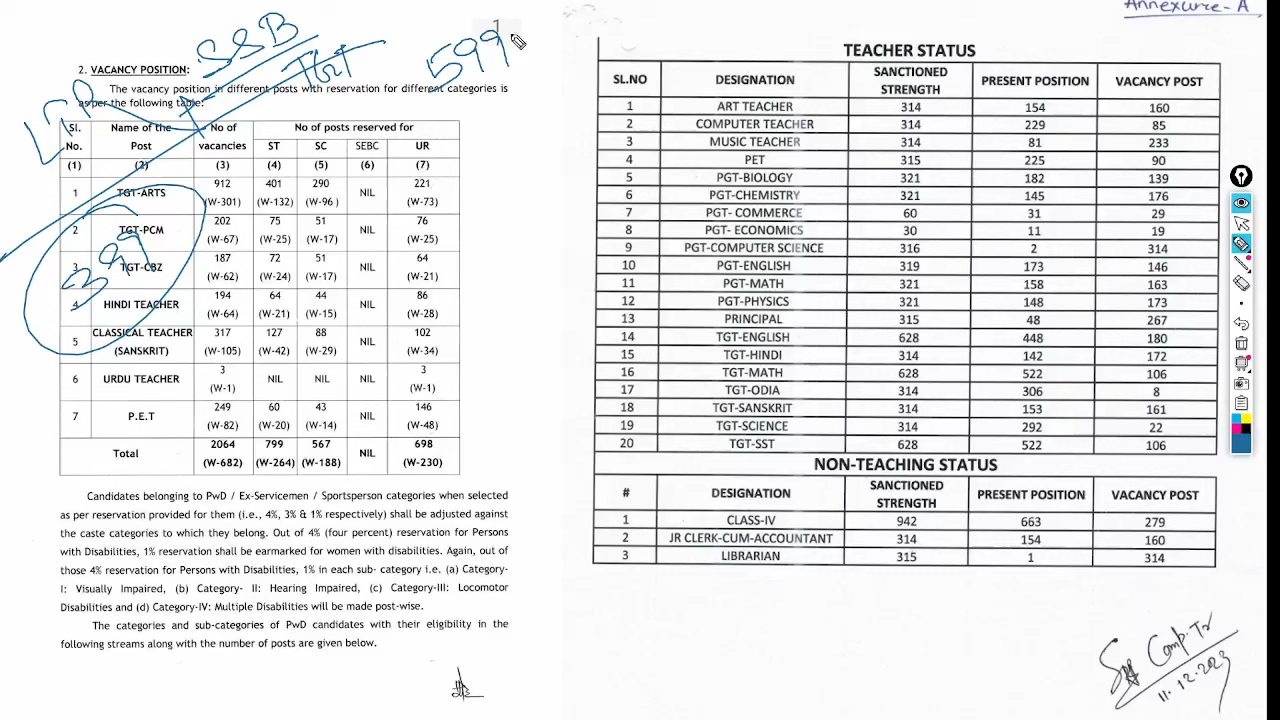 1
SSB
TGT
599
LTR
A
399
2. VACANCY POSITION:
The vacancy position in different posts with reservation for different categories is
as per the following table:
Sl. No. Name of the Post No of vacancies No of posts reserved for
ST SC SEBC UR
(1) (2) (3) (4) (5) (6) (7)
1 TGT-ARTS 912 (W-301) 401 (W-132) 290 (W-96) NIL 221 (W-73)
2 TGT-PCM 202 (W-67) 75 (W-25) 51 (W-17) NIL 76 (W-25)
3 TGT-CBZ 187 (W-62) 72 (W-24) 51 (W-17) NIL 64 (W-21)
4 HINDI TEACHER 194 (W-64) 64 (W-21) 44 (W-15) NIL 86 (W-28)
5 CLASSICAL TEACHER (SANSKRIT) 317 (W-105) 127 (W-42) 88 (W-29) NIL 102 (W-34)
6 URDU TEACHER 3 (W-1) NIL NIL NIL 3 (W-1)
7 P.E.T 249 (W-82) 60 (W-20) 43 (W-14) NIL 146 (W-48)
Total 2064 (W-682) 799 (W-264) 567 (W-188) NIL 698 (W-230)
Candidates belonging to PwD / Ex-Servicemen / Sportsperson categories when selected
as per reservation provided for them (i.e., 4%, 3% & 1% respectively) shall be adjusted against
the caste categories to which they belong. Out of 4% (four percent) reservation for Persons
with Disabilities, 1% reservation shall be earmarked for women with disabilities. Again, out of
those 4% reservation for Persons with Disabilities, 1% in each sub- category i.e. (a) Category-
I: Visually Impaired, (b) Category- II: Hearing Impaired, (c) Category-III: Locomotor
Disabilities and (d) Category-IV: Multiple Disabilities will be made post-wise.
The categories and sub-categories of PwD candidates with their eligibility in the
following streams along with the number of posts are given below.
Annexure-A
TEACHER STATUS
SL.NO DESIGNATION SANCTIONED STRENGTH PRESENT POSITION VACANCY POST
1 ART TEACHER 314 154 160
2 COMPUTER TEACHER 314 229 85
3 MUSIC TEACHER 314 81 233
4 PET 315 225 90
5 PGT-BIOLOGY 321 182 139
6 PGT-CHEMISTRY 321 145 176
7 PGT- COMMERCE 60 31 29
8 PGT- ECONOMICS 30 11 19
9 PGT-COMPUTER SCIENCE 316 2 314
10 PGT-ENGLISH 319 173 146
11 PGT-MATH 321 158 163
12 PGT-PHYSICS 321 148 173
13 PRINCIPAL 315 48 267
14 TGT-ENGLISH 628 448 180
15 TGT-HINDI 314 142 172
16 TGT-MATH 628 522 106
17 TGT-ODIA 314 306 8
18 TGT-SANSKRIT 314 153 161
19 TGT-SCIENCE 314 292 22
20 TGT-SST 628 522 106
NON-TEACHING STATUS
# DESIGNATION SANCTIONED STRENGTH PRESENT POSITION VACANCY POST
1 CLASS-IV 942 663 279
2 JR CLERK-CUM-ACCOUNTANT 314 154 160
3 LIBRARIAN 315 1 314
Comp. Tr
11.12.2023